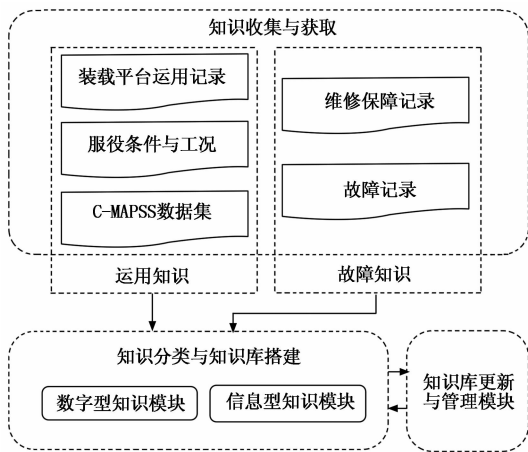 知识收集与获取
装载平台运用记录
服役条件与工况
C-MAPSS数据集
运用知识
维修保障记录
故障记录
故障知识
知识分类与知识库搭建
数字型知识模块
信息型知识模块
知识库更新
与管理模块